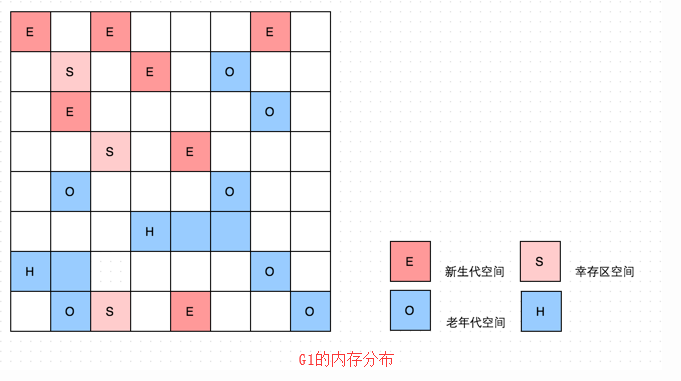 E E E
S E O
E O
S E
O O
H
H O
O S E O
E 新生代空间 S 幸存区空间
O 老年代空间 H
G1的内存分布